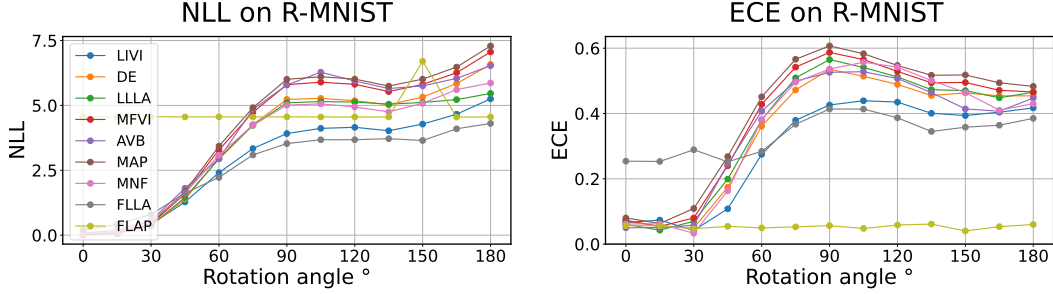 NLL on R-MNIST
7.5
5.0
2.5
0.0
NLL
LIVI
DE
LLLA
MFVI
AVB
MAP
MNF
FLLA
FLAP
0 30 60 90 120 150 180
Rotation angle °
ECE on R-MNIST
0.6
0.4
0.2
0.0
ECE
0 30 60 90 120 150 180
Rotation angle °